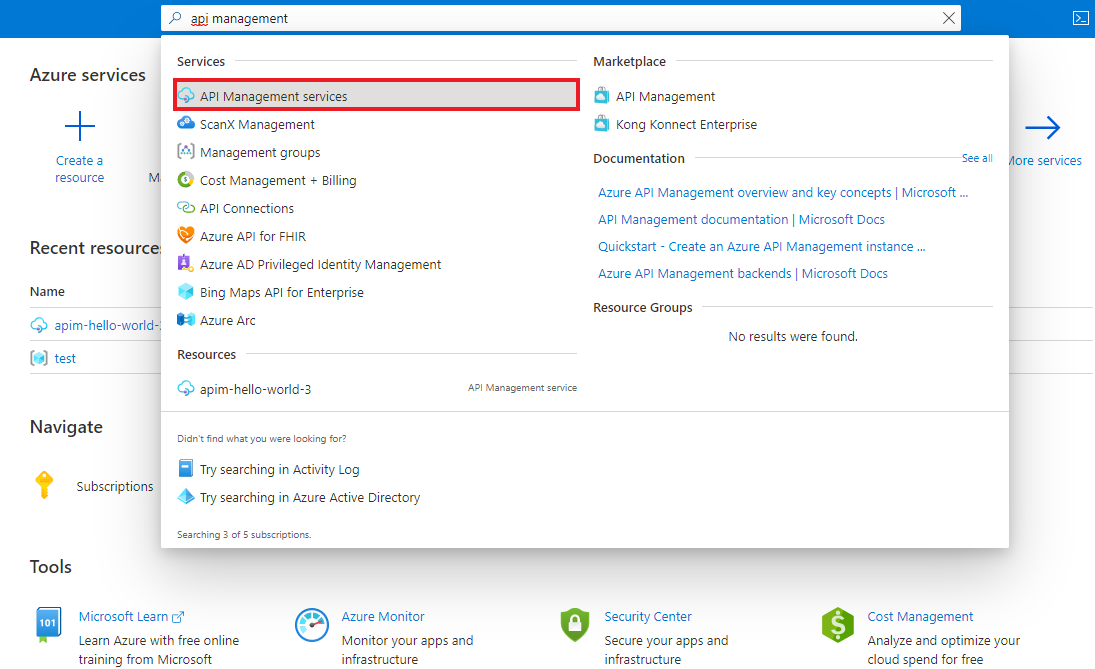 api management
Azure services
Create a
resource
More services
Recent resources
Name
apim-hello-world-
test
Navigate
Subscriptions
Services
API Management services
ScanX Management
Management groups
Cost Management + Billing
API Connections
Azure API for FHIR
Azure AD Privileged Identity Management
Bing Maps API for Enterprise
Azure Arc
Resources
apim-hello-world-3 API Management service
Marketplace
API Management
Kong Konnect Enterprise
Documentation See all
Azure API Management overview and key concepts | Microsoft ...
API Management documentation | Microsoft Docs
Quickstart - Create an Azure API Management instance ...
Azure API Management backends | Microsoft Docs
Resource Groups
No results were found.
Didn't find what you were looking for?
Try searching in Activity Log
Try searching in Azure Active Directory
Searching 3 of 5 subscriptions.
Tools
101
Microsoft Learn
Learn Azure with free online
training from Microsoft
Azure Monitor
Monitor your apps and
infrastructure
Security Center
Secure your apps and
infrastructure
Cost Management
Analyze and optimize your
cloud spend for free